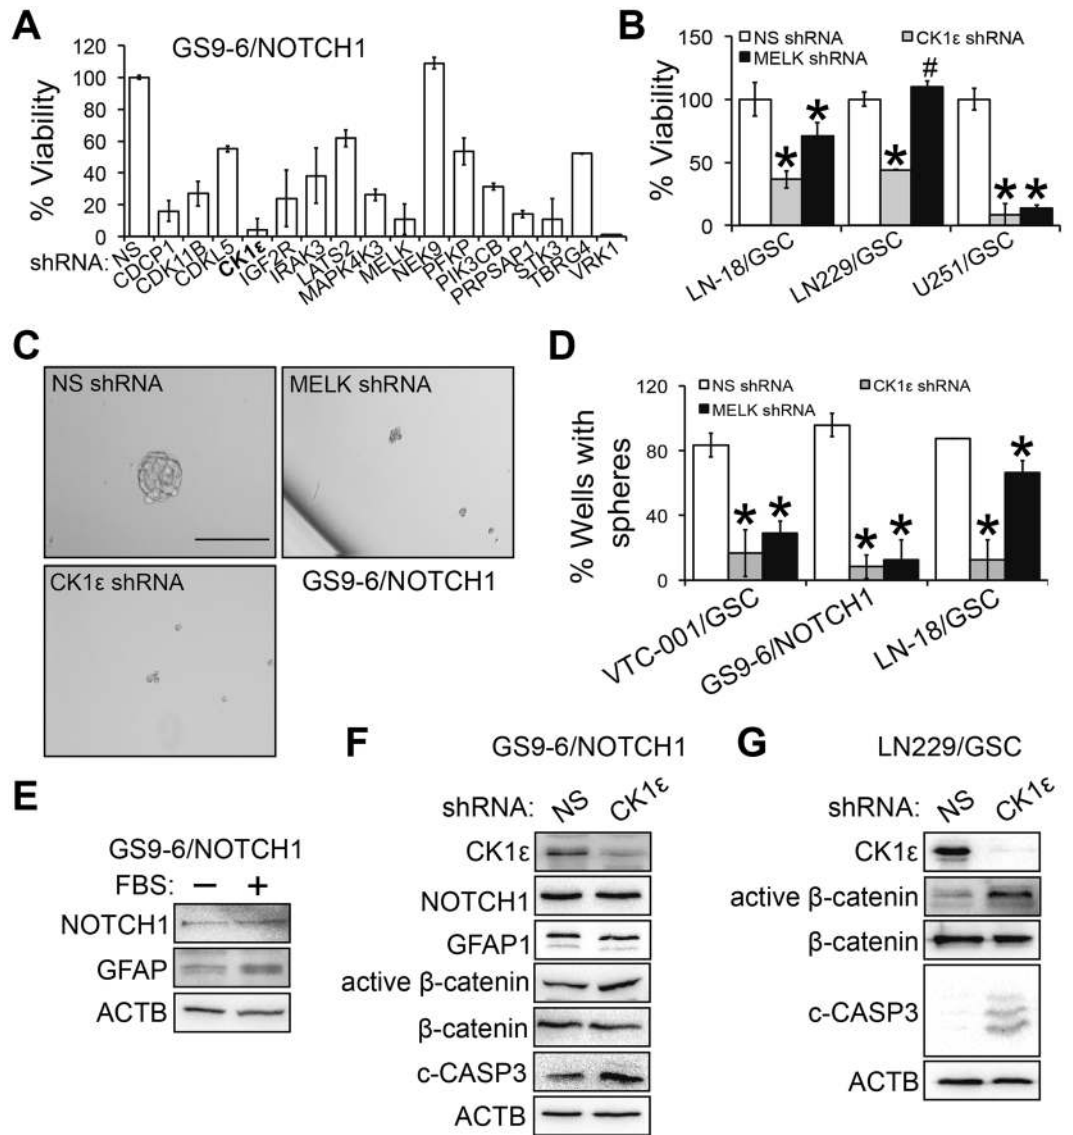 A
GS9-6/NOTCH1
% Viability
120
100
80
60
40
20
0
shRNA:
NS
CDCP1
CDK11B
CDKL5
CK1ε
IGF2R
IRAK3
LATS2
MAPK4K3
MELK
NEK9
PFKP
PIK3CB
PRPSAP1
STK3
TBRG4
VRK1
B
NS shRNA
CK1ε shRNA
MELK shRNA
% Viability
150
100
50
0
*
*
*
#
*
*
LN-18/GSC
LN229/GSC
U251/GSC
C
NS shRNA
MELK shRNA
CK1ε shRNA
GS9-6/NOTCH1
D
NS shRNA
CK1ε shRNA
MELK shRNA
% Wells with
spheres
120
80
40
0
*
*
*
*
*
*
VTC-001/GSC
GS9-6/NOTCH1
LN-18/GSC
E
GS9-6/NOTCH1
FBS: − +
NOTCH1
GFAP
ACTB
F
GS9-6/NOTCH1
shRNA: NS CK1ε
CK1ε
NOTCH1
GFAP1
active β-catenin
β-catenin
c-CASP3
ACTB
G
LN229/GSC
shRNA: NS CK1ε
CK1ε
active β-catenin
β-catenin
c-CASP3
ACTB